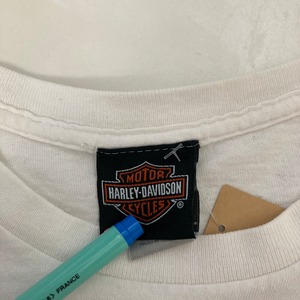 MOTOR
HARLEY-DAVIDSON
CYCLES
®
FRANCE